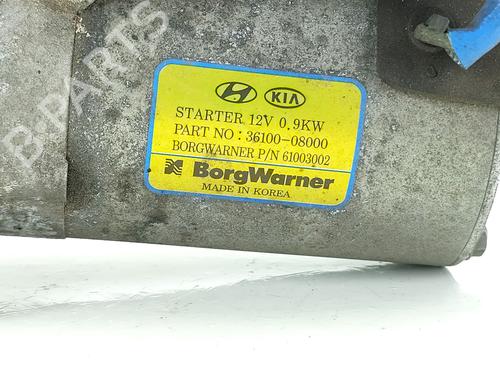 KIA
STARTER 12V 0.9KW
PART NO : 36100-08000
BORGWARNER P/N 61003002
BorgWarner
MADE IN KOREA
B-PARTS